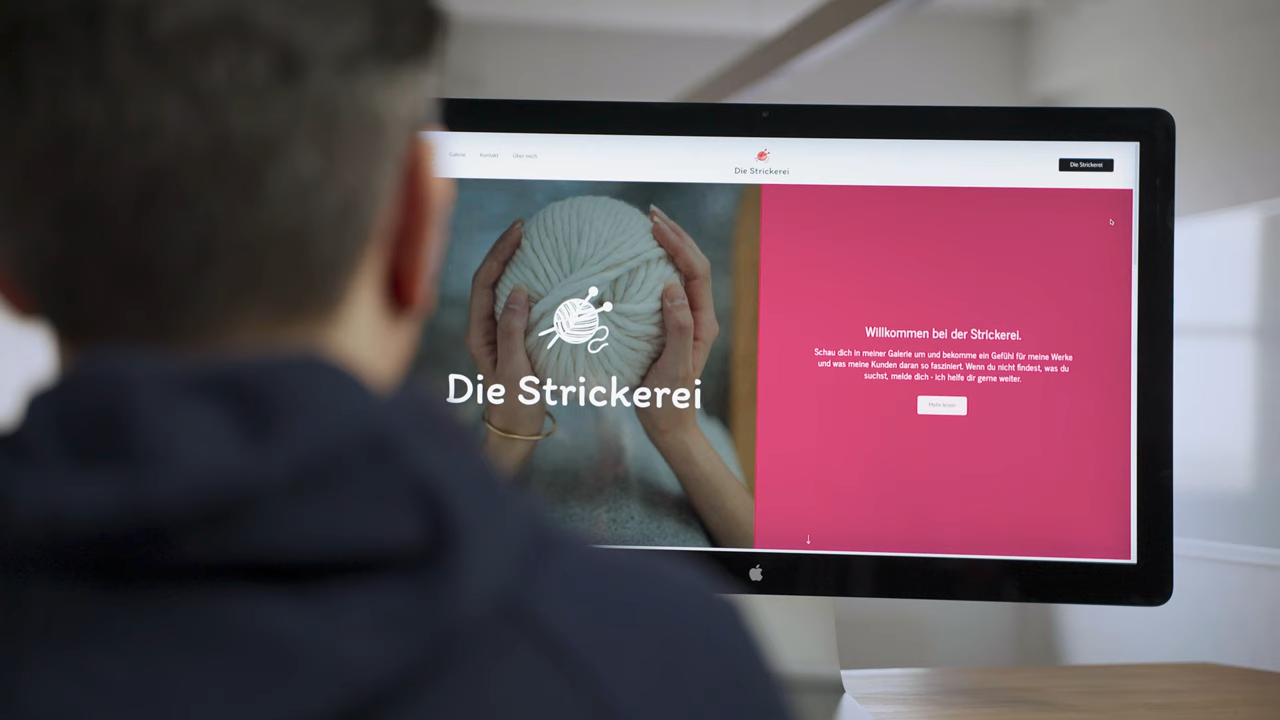 Galerie Kontakt Über mich
Die Strickerei
Die Strickerei
Die Strickerei
Willkommen bei der Strickerei.
Schau dich in meiner Galerie um und bekomme ein Gefühl für meine Werke
und was meine Kunden daran so fasziniert. Wenn du nicht findest, was du
suchst, melde dich - ich helfe dir gerne weiter.
Mehr lesen